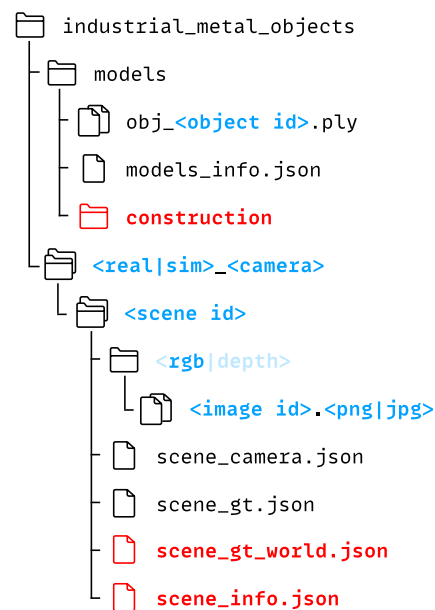 industrial_metal_objects
models
obj_<object id>.ply
models_info.json
construction
<real|sim>_<camera>
<scene id>
<rgb|depth>
<image id>.<png|jpg>
scene_camera.json
scene_gt.json
scene_gt_world.json
scene_info.json